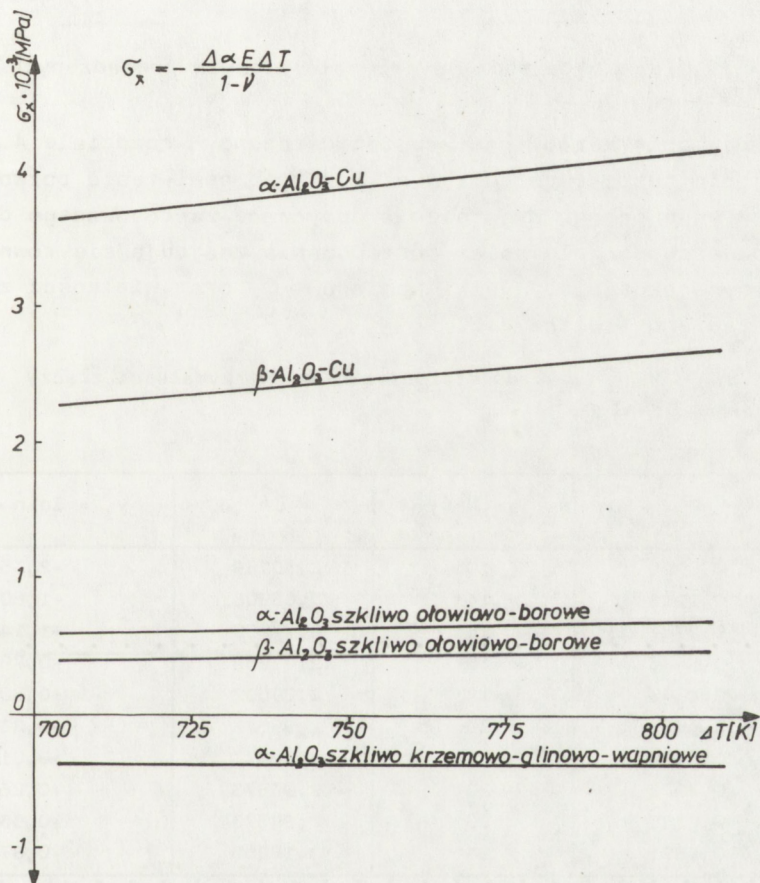 σₓ·10⁻³[MPa]
σₓ = - Δα E ΔT / 1-ν
4
α-Al₂O₃-Cu
3
β-Al₂O₃-Cu
2
1
α-Al₂O₃ szkliwo ołowiowo-borowe
β-Al₂O₃ szkliwo ołowiowo-borowe
0
700 725 750 775 800 ΔT[K]
α-Al₂O₃ szkliwo krzemowo-glinowo-wapniowe
-1